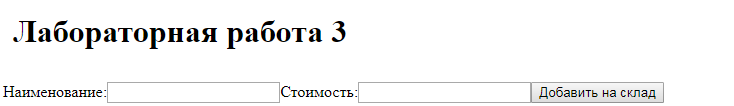 Лабораторная работа 3
Наименование: Стоимость: Добавить на склад